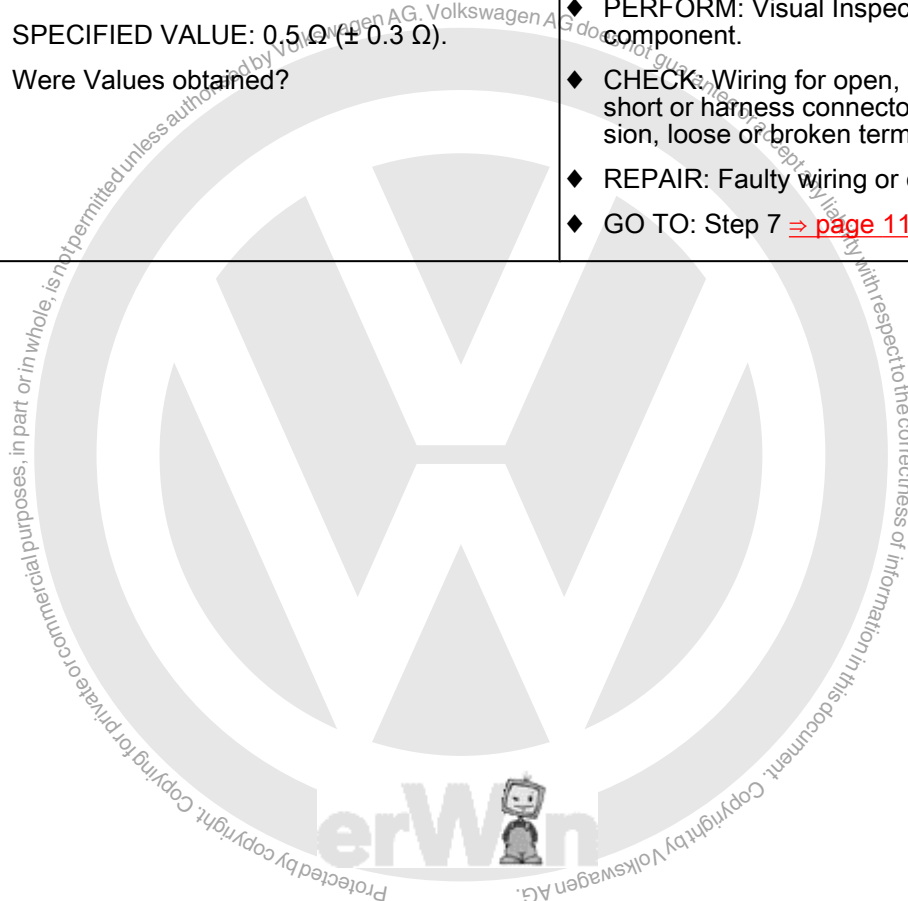 SPECIFIED VALUE: 0.5 Ω (± 0.3 Ω).
Were Values obtained?
♦ PERFORM: Visual Inspec
component.
♦ CHECK: Wiring for open,
short or harness connecto
sion, loose or broken term
♦ REPAIR: Faulty wiring or
♦ GO TO: Step 7 ⇒ page 11
Protected by copyright. Copying for private or commercial purposes, in part or in whole, is not permitted unless authorised by Volkswagen AG. Volkswagen AG does not guarantee or accept any liability with respect to the correctness of information in this document. Copyright by Volkswagen AG.
erWin